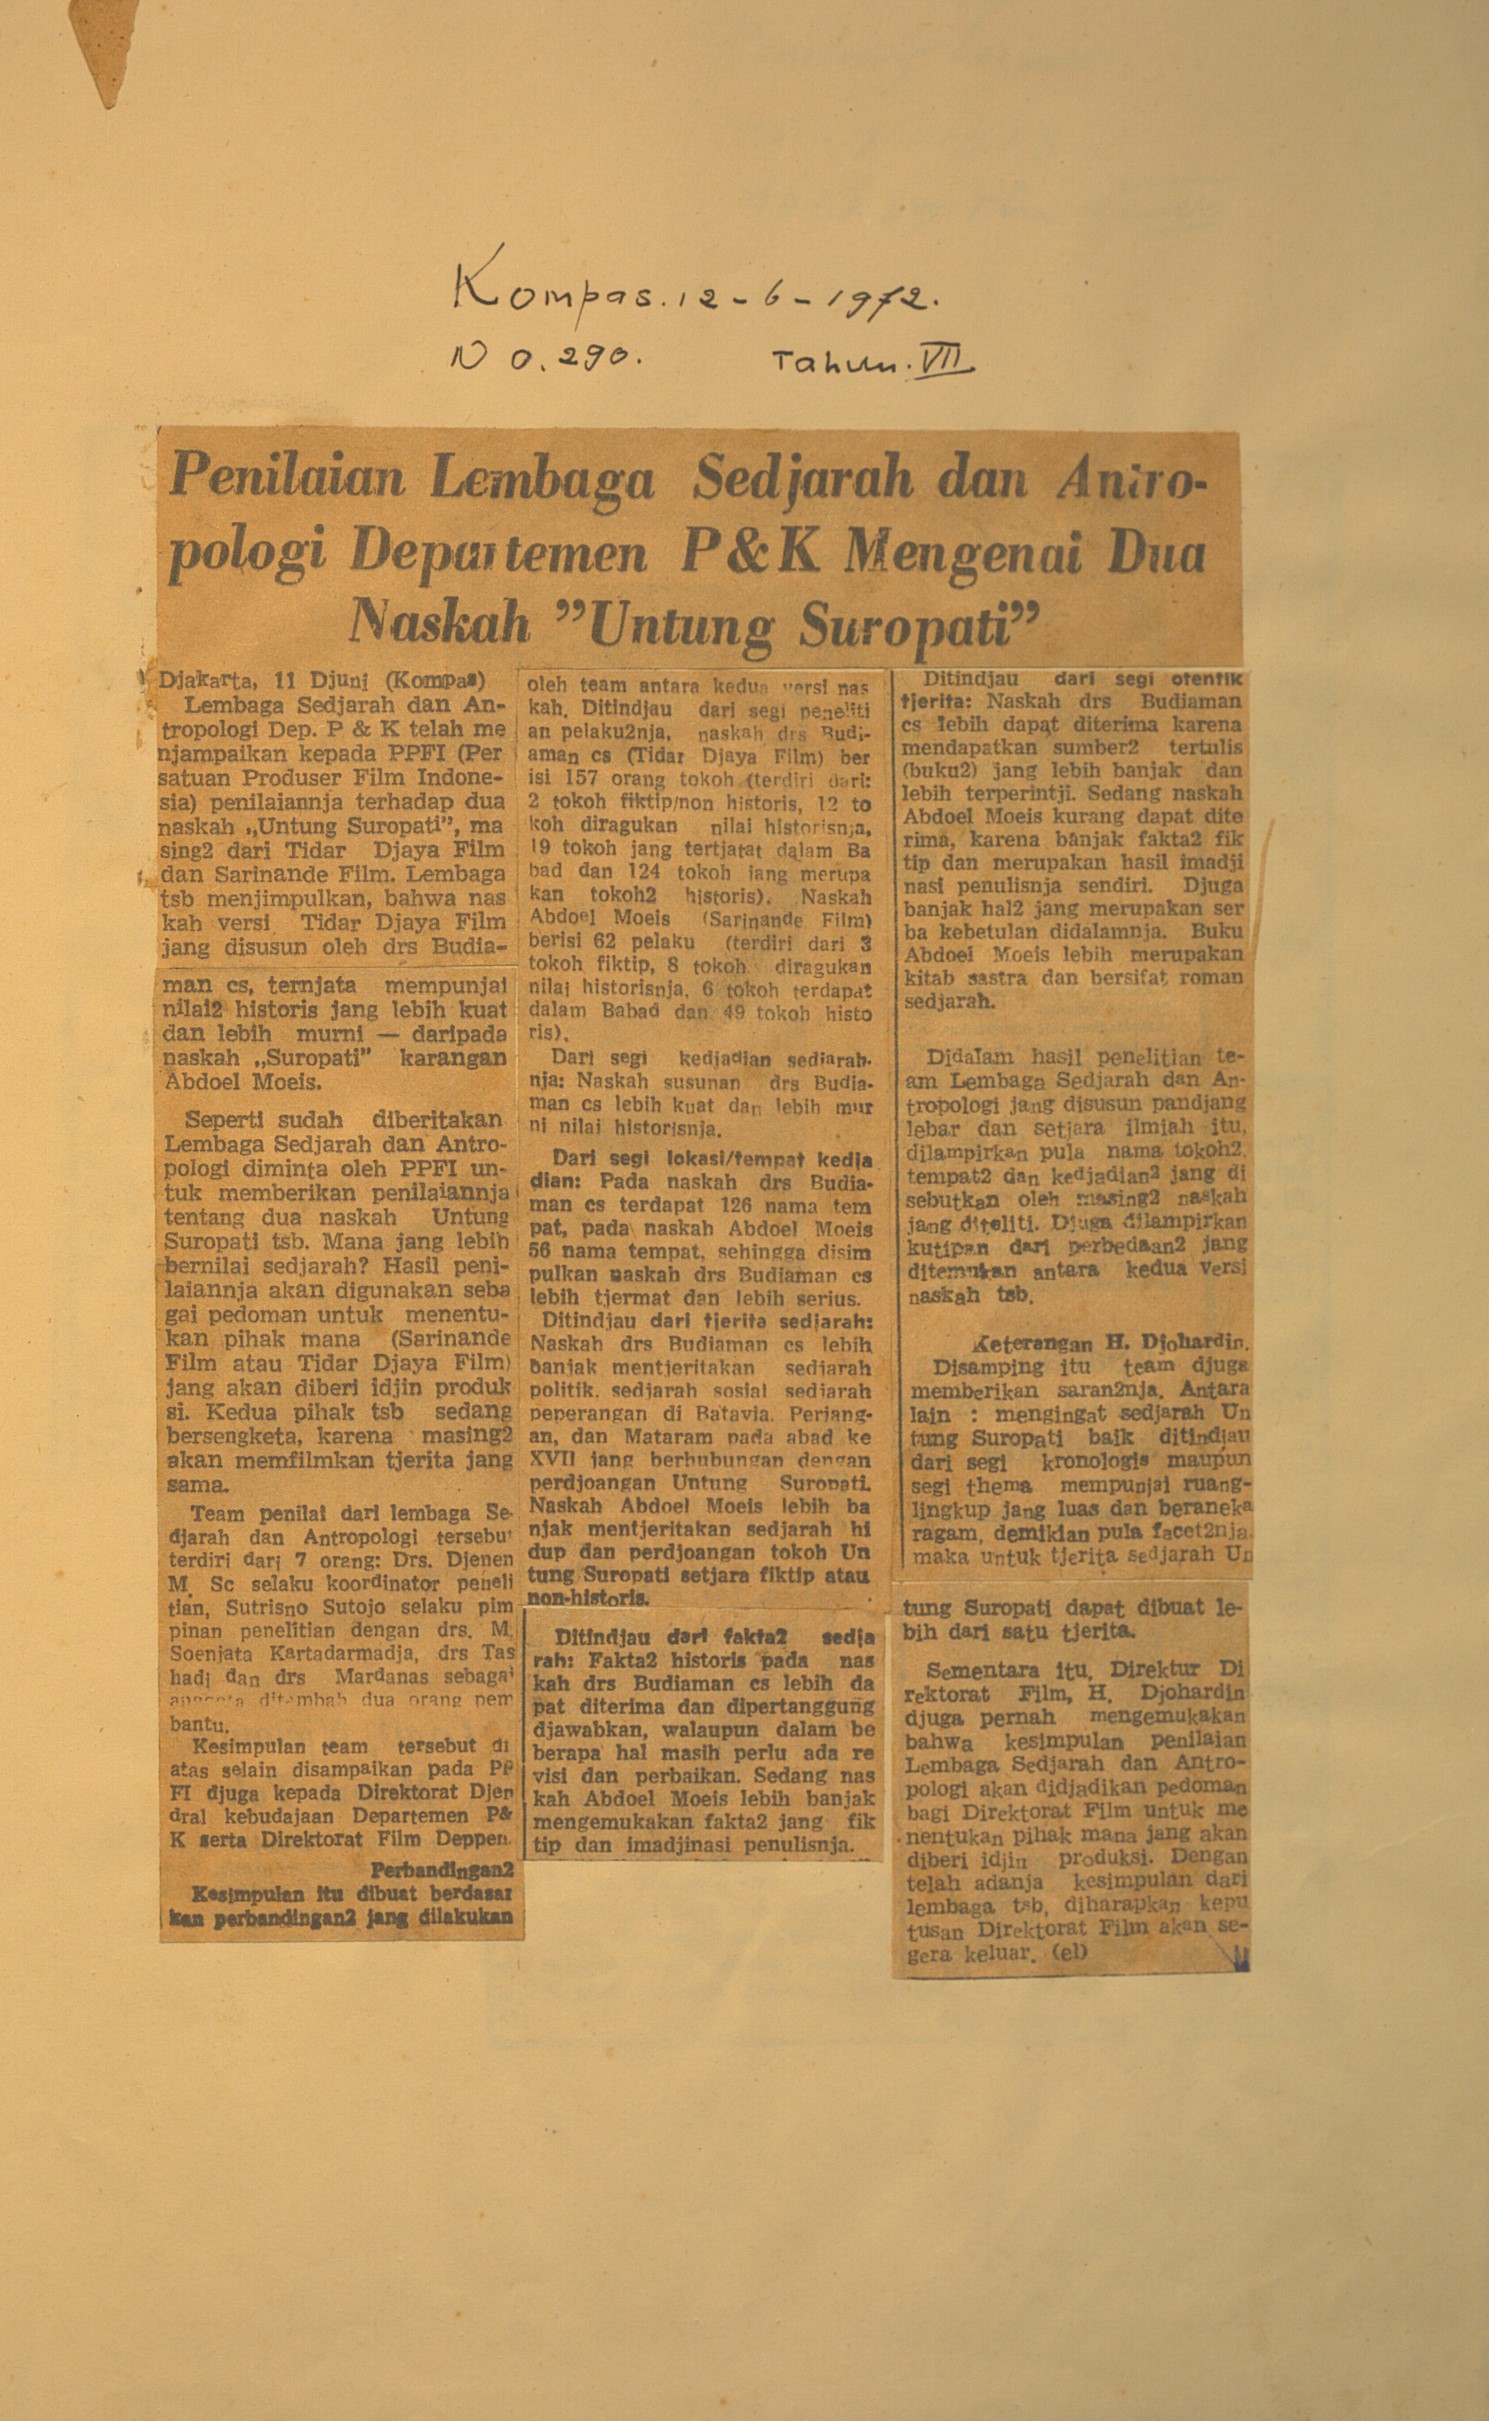 Kompas. 12-6-1972.
No. 290. Tahun. VII
Penilaian Lembaga Sedjarah dan Antro-
pologi Departemen P&K Mengenai Dua
Naskah ”Untung Suropati”
Djakarta, 11 Djuni (Kompas)
Lembaga Sedjarah dan An-
tropologi Dep. P & K telah me
njampaikan kepada PPFI (Per
satuan Produser Film Indone-
sia) penilaiannja terhadap dua
naskah „Untung Suropati”, ma
sing2 dari Tidar Djaya Film
dan Sarinande Film. Lembaga
tsb menjimpulkan, bahwa nas
kah versi Tidar Djaya Film
jang disusun oleh drs Budia-
man cs, ternjata mempunjai
nilai2 historis jang lebih kuat
dan lebih murni — daripada
naskah „Suropati” karangan
Abdoel Moeis.
Seperti sudah diberitakan
Lembaga Sedjarah dan Antro-
pologi diminta oleh PPFI un-
tuk memberikan penilaiannja
tentang dua naskah Untung
Suropati tsb. Mana jang lebih
bernilai sedjarah? Hasil peni-
laiannja akan digunakan seba
gai pedoman untuk menentu-
kan pihak mana (Sarinande
Film atau Tidar Djaya Film)
jang akan diberi idjin produk
si. Kedua pihak tsb sedang
bersengketa, karena masing2
akan memfilmkan tjerita jang
sama.
Team penilai dari lembaga Se-
djarah dan Antropologi tersebut
terdiri dari 7 orang: Drs. Djenen
M. Sc selaku koordinator peneli
tian, Sutrisno Sutojo selaku pim
pinan penelitian dengan drs. M.
Soenjata Kartadarmadja, drs Tas
hadi dan drs Mardanas sebagai
anggota ditambah dua orang pem
bantu.
Kesimpulan team tersebut di
atas selain disampaikan pada PP
FI djuga kepada Direktorat Djen
dral kebudajaan Departemen P&
K serta Direktorat Film Deppen.
Perbandingan2
Kesimpulan itu dibuat berdasar
kan perbandingan2 jang dilakukan
oleh team antara kedua versi nas
kah. Ditindjau dari segi peneliti
an pelaku2nja, naskah drs Budi-
aman cs (Tidar Djaya Film) ber
isi 157 orang tokoh (terdiri dari:
2 tokoh fiktip/non historis, 12 to
koh diragukan nilai historisnja,
19 tokoh jang tertjatat dalam Ba
bad dan 124 tokoh jang merupa
kan tokoh2 historis). Naskah
Abdoel Moeis (Sarinande Film)
berisi 62 pelaku (terdiri dari 3
tokoh fiktip, 8 tokoh diragukan
nilai historisnja, 6 tokoh terdapat
dalam Babad dan 49 tokoh histo
ris).
Dari segi kedjadian sedjarah-
nja: Naskah susunan drs Budia-
man cs lebih kuat dan lebih mur
ni nilai historisnja.
Dari segi lokasi/tempat kedja
dian: Pada naskah drs Budia-
man cs terdapat 126 nama tem
pat, pada naskah Abdoel Moeis
56 nama tempat, sehingga disim
pulkan naskah drs Budiaman cs
lebih tjermat dan lebih serius.
Ditindjau dari tjerita sedjarah:
Naskah drs Budiaman cs lebih
banjak mentjeritakan sedjarah
politik, sedjarah sosial sedjarah
peperangan di Batavia, Periang-
an, dan Mataram pada abad ke
XVII jang berhubungan dengan
perdjoangan Untung Suropati.
Naskah Abdoel Moeis lebih ba
njak mentjeritakan sedjarah hi
dup dan perdjoangan tokoh Un
tung Suropati setjara fiktip atau
non-historis.
Ditindjau dari fakta2 sedja
rah: Fakta2 historis pada nas
kah drs Budiaman cs lebih da
pat diterima dan dipertanggung
djawabkan, walaupun dalam be
berapa hal masih perlu ada re
visi dan perbaikan. Sedang nas
kah Abdoel Moeis lebih banjak
mengemukakan fakta2 jang fik
tip dan imadjinasi penulisnja.
Ditindjau dari segi otentik
tjerita: Naskah drs Budiaman
cs lebih dapat diterima karena
mendapatkan sumber2 tertulis
(buku2) jang lebih banjak dan
lebih terperintji. Sedang naskah
Abdoel Moeis kurang dapat dite
rima, karena banjak fakta2 fik
tip dan merupakan hasil imadji
nasi penulisnja sendiri. Djuga
banjak hal2 jang merupakan ser
ba kebetulan didalamnja. Buku
Abdoel Moeis lebih merupakan
kitab sastra dan bersifat roman
sedjarah.
Didalam hasil penelitian te-
am Lembaga Sedjarah dan An-
tropologi jang disusun pandjang
lebar dan setjara ilmiah itu,
dilampirkan pula nama tokoh2,
tempat2 dan kedjadian2 jang di
sebutkan oleh masing2 naskah
jang diteliti. Djuga dilampirkan
kutipan dari perbedaan2 jang
ditemukan antara kedua versi
naskah tsb.
Keterangan H. Djohardin.
Disamping itu team djuga
memberikan saran2nja. Antara
lain : mengingat sedjarah Un
tung Suropati baik ditindjau
dari segi kronologis maupun
segi thema mempunjai ruang-
lingkup jang luas dan beraneka
ragam, demikian pula facet2nja.
maka untuk tjerita sedjarah Un
tung Suropati dapat dibuat le-
bih dari satu tjerita.
Sementara itu, Direktur Di
rektorat Film, H. Djohardin
djuga pernah mengemukakan
bahwa kesimpulan penilaian
Lembaga Sedjarah dan Antro-
pologi akan didjadikan pedoman
bagi Direktorat Film untuk me
nentukan pihak mana jang akan
diberi idjin produksi. Dengan
telah adanja kesimpulan dari
lembaga tsb, diharapkan kepu
tusan Direktorat Film akan se-
gera keluar. (el)